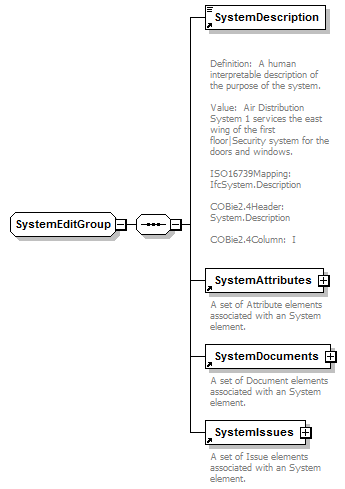 SystemDescription
Definition:  A human
interpretable description of
the purpose of the system.
Value:  Air Distribution
System 1 services the east
wing of the first
floor|Security system for the
doors and windows.
ISO16739Mapping:
IfcSystem.Description
COBie2.4Header:
System.Description
COBie2.4Column:  I
SystemEditGroup
SystemAttributes
A set of Attribute elements
associated with an System
element.
SystemDocuments
A set of Document elements
associated with an System
element.
SystemIssues
A set of Issue elements
associated with an System
element.